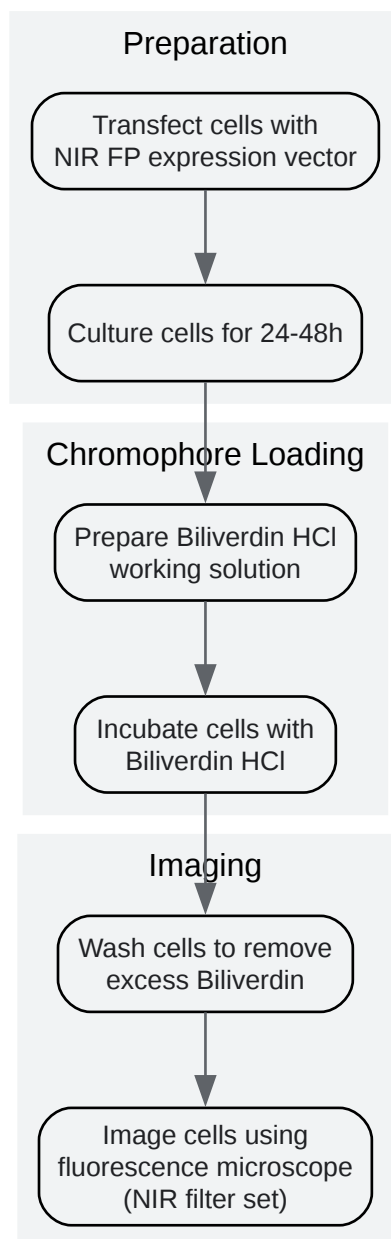 Preparation
Transfect cells with
NIR FP expression vector
Culture cells for 24-48h
Chromophore Loading
Prepare Biliverdin HCl
working solution
Incubate cells with
Biliverdin HCl
Imaging
Wash cells to remove
excess Biliverdin
Image cells using
fluorescence microscope
(NIR filter set)